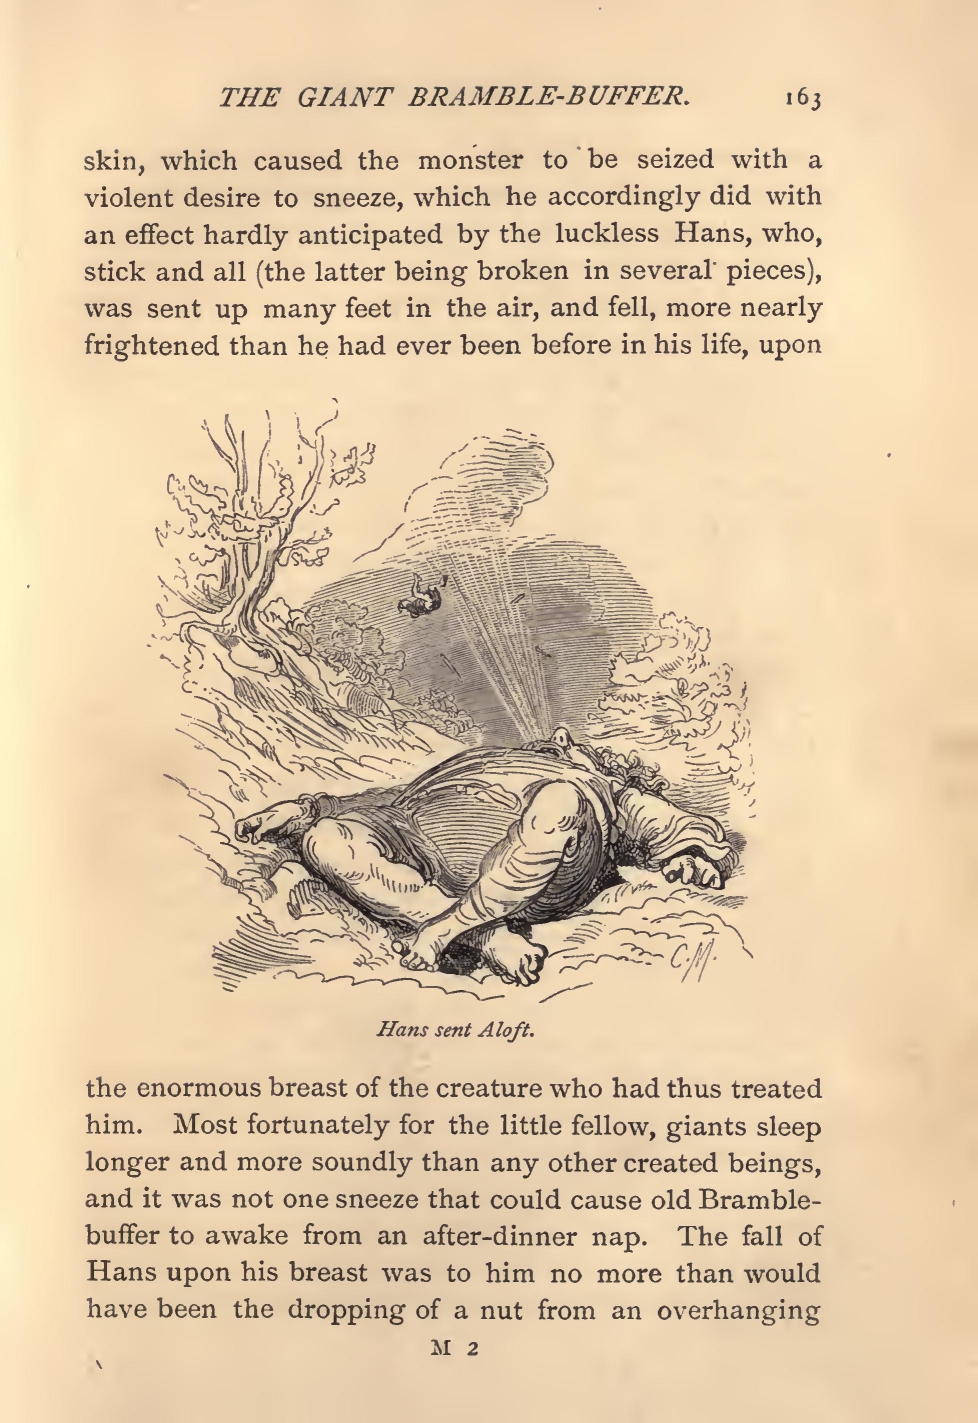 THE GIANT BRAMBLE-BUFFER. 163
skin, which caused the monster to be seized with a
violent desire to sneeze, which he accordingly did with
an effect hardly anticipated by the luckless Hans, who,
stick and all (the latter being broken in several pieces),
was sent up many feet in the air, and fell, more nearly
frightened than he had ever been before in his life, upon
C.M.
Hans sent Aloft.
the enormous breast of the creature who had thus treated
him. Most fortunately for the little fellow, giants sleep
longer and more soundly than any other created beings,
and it was not one sneeze that could cause old Bramble-
buffer to awake from an after-dinner nap. The fall of
Hans upon his breast was to him no more than would
have been the dropping of a nut from an overhanging
M 2